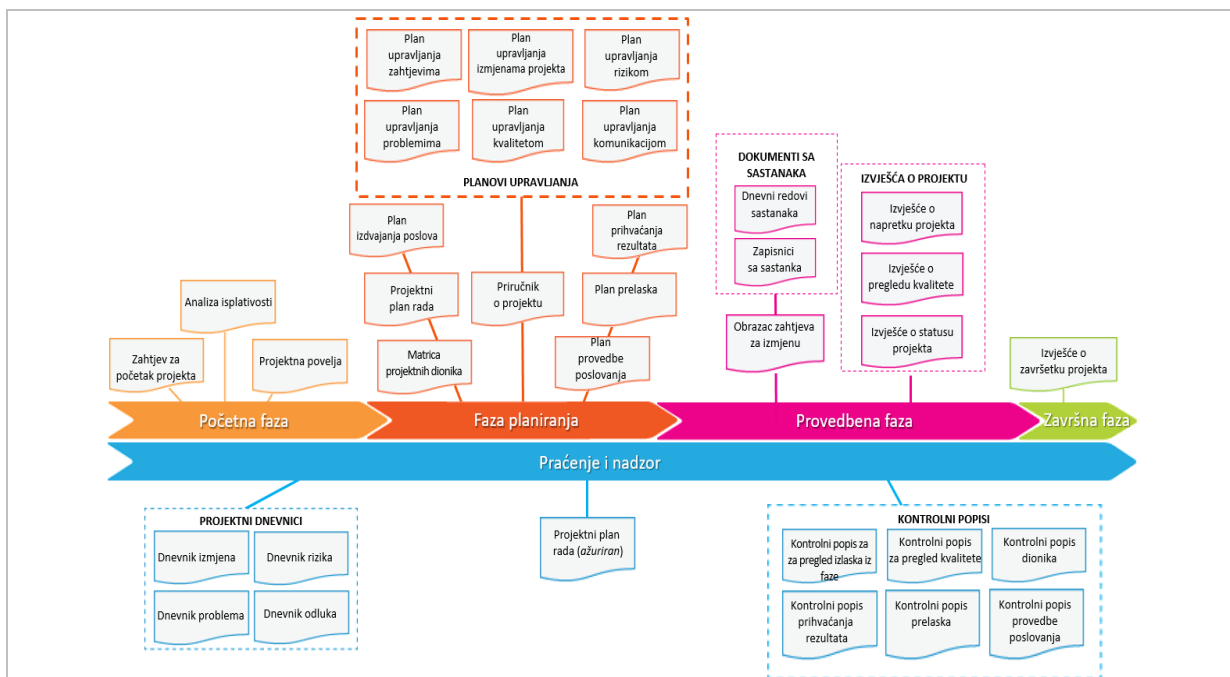 Plan
upravljanja
zahtjevima
Plan
upravljanja
izmjenama projekta
Plan
upravljanja
rizikom
Plan
upravljanja
problemima
Plan
upravljanja
kvalitetom
Plan
upravljanja
komunikacijom
PLANOVI UPRAVLJANJA
DOKUMENTI SA
SASTANAKA
Dnevni redovi
sastanaka
Zapisnici
sa sastanka
IZVJEŠĆA O PROJEKTU
Izvješće o
napretku projekta
Izvješće o
pregledu kvalitete
Izvješće o statusu
projekta
Plan
izdvajanja poslova
Plan
prihvaćanja
rezultata
Projektni
plan rada
Priručnik
o projektu
Plan prelaska
Analiza isplativosti
Zahtjev za
početak projekta
Projektna povelja
Matrica
projektnih dionika
Plan
provedbe
poslovanja
Obrazac zahtjeva
za izmjenu
Izvješće o
završetku projekta
Početna faza
Faza planiranja
Provedbena faza
Završna faza
Praćenje i nadzor
PROJEKTNI DNEVNICI
Dnevnik izmjena
Dnevnik rizika
Dnevnik problema
Dnevnik odluka
Projektni plan
rada (ažuriran)
KONTROLNI POPISI
Kontrolni popis za
za pregled izlaska iz
faze
Kontrolni popis
za pregled kvalitete
Kontrolni popis
dionika
Kontrolni popis
prihvaćanja
rezultata
Kontrolni popis
prelaska
Kontrolni popis
provedbe
poslovanja